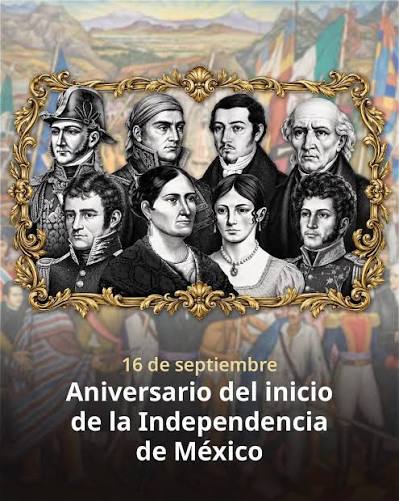 16 de septiembre
Aniversario del inicio
de la Independencia
de México